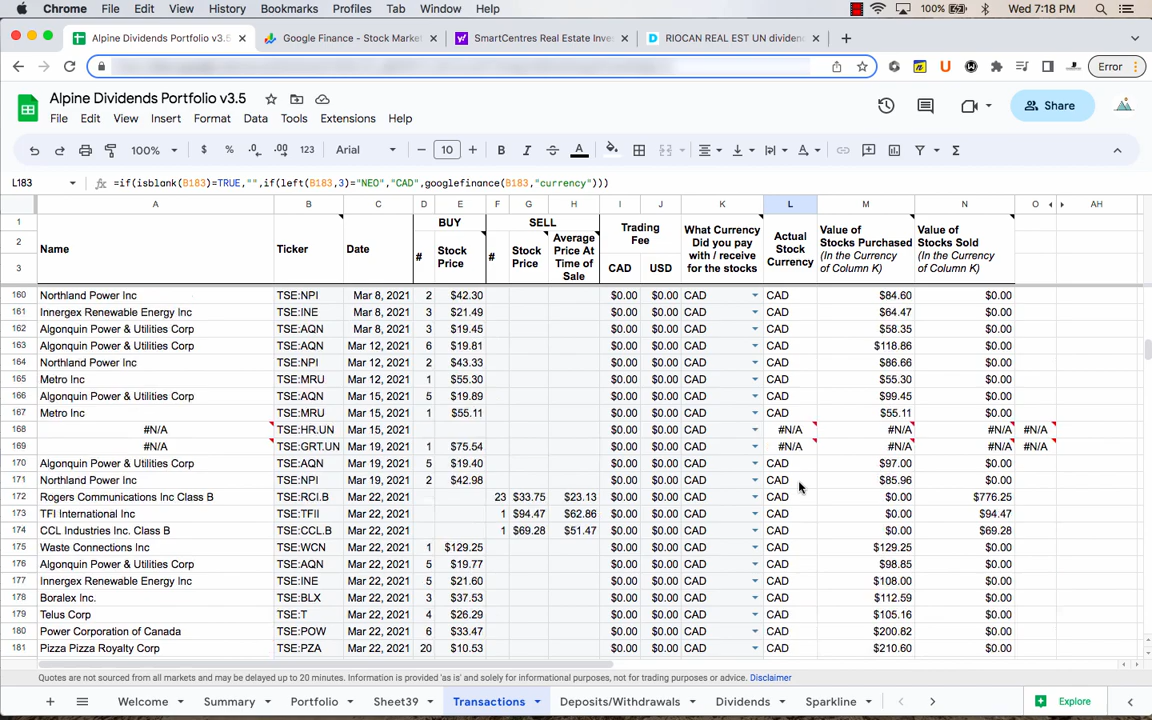 Chrome File Edit View History Bookmarks Profiles Tab Window Help 100% Wed 7:18 PM
Alpine Dividends Portfolio v3.5 Google Finance - Stock Market SmartCentres Real Estate Inve RIOCAN REAL EST UN dividend
Error
Alpine Dividends Portfolio v3.5
File Edit View Insert Format Data Tools Extensions Help
Share
100% $ % .0 .00 123 Arial 10 B I A
L183 fx =if(isblank(B183)=TRUE,"",if(left(B183,3)="NEO","CAD",googlefinance(B183,"currency")))
A B C D E F G H I J K L M N O AH
1 2 3
Name Ticker Date BUY # Stock Price SELL # Stock Price Average Price At Time of Sale Trading Fee CAD USD What Currency Did you pay with / receive for the stocks Actual Stock Currency Value of Stocks Purchased (In the Currency of Column K) Value of Stocks Sold (In the Currency of Column K)
160 Northland Power Inc TSE:NPI Mar 8, 2021 2 $42.30 $0.00 $0.00 CAD CAD $84.60 $0.00
161 Innergex Renewable Energy Inc TSE:INE Mar 8, 2021 3 $21.49 $0.00 $0.00 CAD CAD $64.47 $0.00
162 Algonquin Power & Utilities Corp TSE:AQN Mar 8, 2021 3 $19.45 $0.00 $0.00 CAD CAD $58.35 $0.00
163 Algonquin Power & Utilities Corp TSE:AQN Mar 12, 2021 6 $19.81 $0.00 $0.00 CAD CAD $118.86 $0.00
164 Northland Power Inc TSE:NPI Mar 12, 2021 2 $43.33 $0.00 $0.00 CAD CAD $86.66 $0.00
165 Metro Inc TSE:MRU Mar 12, 2021 1 $55.30 $0.00 $0.00 CAD CAD $55.30 $0.00
166 Algonquin Power & Utilities Corp TSE:AQN Mar 15, 2021 5 $19.89 $0.00 $0.00 CAD CAD $99.45 $0.00
167 Metro Inc TSE:MRU Mar 15, 2021 1 $55.11 $0.00 $0.00 CAD CAD $55.11 $0.00
168 #N/A TSE:HR.UN Mar 15, 2021 $0.00 $0.00 CAD #N/A #N/A #N/A #N/A
169 #N/A TSE:GRT.UN Mar 19, 2021 1 $75.54 $0.00 $0.00 CAD #N/A #N/A #N/A #N/A
170 Algonquin Power & Utilities Corp TSE:AQN Mar 19, 2021 5 $19.40 $0.00 $0.00 CAD CAD $97.00 $0.00
171 Northland Power Inc TSE:NPI Mar 19, 2021 2 $42.98 $0.00 $0.00 CAD CAD $85.96 $0.00
172 Rogers Communications Inc Class B TSE:RCI.B Mar 22, 2021 23 $33.75 $23.13 $0.00 $0.00 CAD CAD $0.00 $776.25
173 TFI International Inc TSE:TFII Mar 22, 2021 1 $94.47 $62.86 $0.00 $0.00 CAD CAD $0.00 $94.47
174 CCL Industries Inc. Class B TSE:CCL.B Mar 22, 2021 1 $69.28 $51.47 $0.00 $0.00 CAD CAD $0.00 $69.28
175 Waste Connections Inc TSE:WCN Mar 22, 2021 1 $129.25 $0.00 $0.00 CAD CAD $129.25 $0.00
176 Algonquin Power & Utilities Corp TSE:AQN Mar 22, 2021 5 $19.77 $0.00 $0.00 CAD CAD $98.85 $0.00
177 Innergex Renewable Energy Inc TSE:INE Mar 22, 2021 5 $21.60 $0.00 $0.00 CAD CAD $108.00 $0.00
178 Boralex Inc. TSE:BLX Mar 22, 2021 3 $37.53 $0.00 $0.00 CAD CAD $112.59 $0.00
179 Telus Corp TSE:T Mar 22, 2021 4 $26.29 $0.00 $0.00 CAD CAD $105.16 $0.00
180 Power Corporation of Canada TSE:POW Mar 22, 2021 6 $33.47 $0.00 $0.00 CAD CAD $200.82 $0.00
181 Pizza Pizza Royalty Corp TSE:PZA Mar 22, 2021 20 $10.53 $0.00 $0.00 CAD CAD $210.60 $0.00
Quotes are not sourced from all markets and may be delayed up to 20 minutes. Information is provided 'as is' and solely for informational purposes, not for trading purposes or advice. Disclaimer
Welcome Summary Portfolio Sheet39 Transactions Deposits/Withdrawals Dividends Sparkline Explore